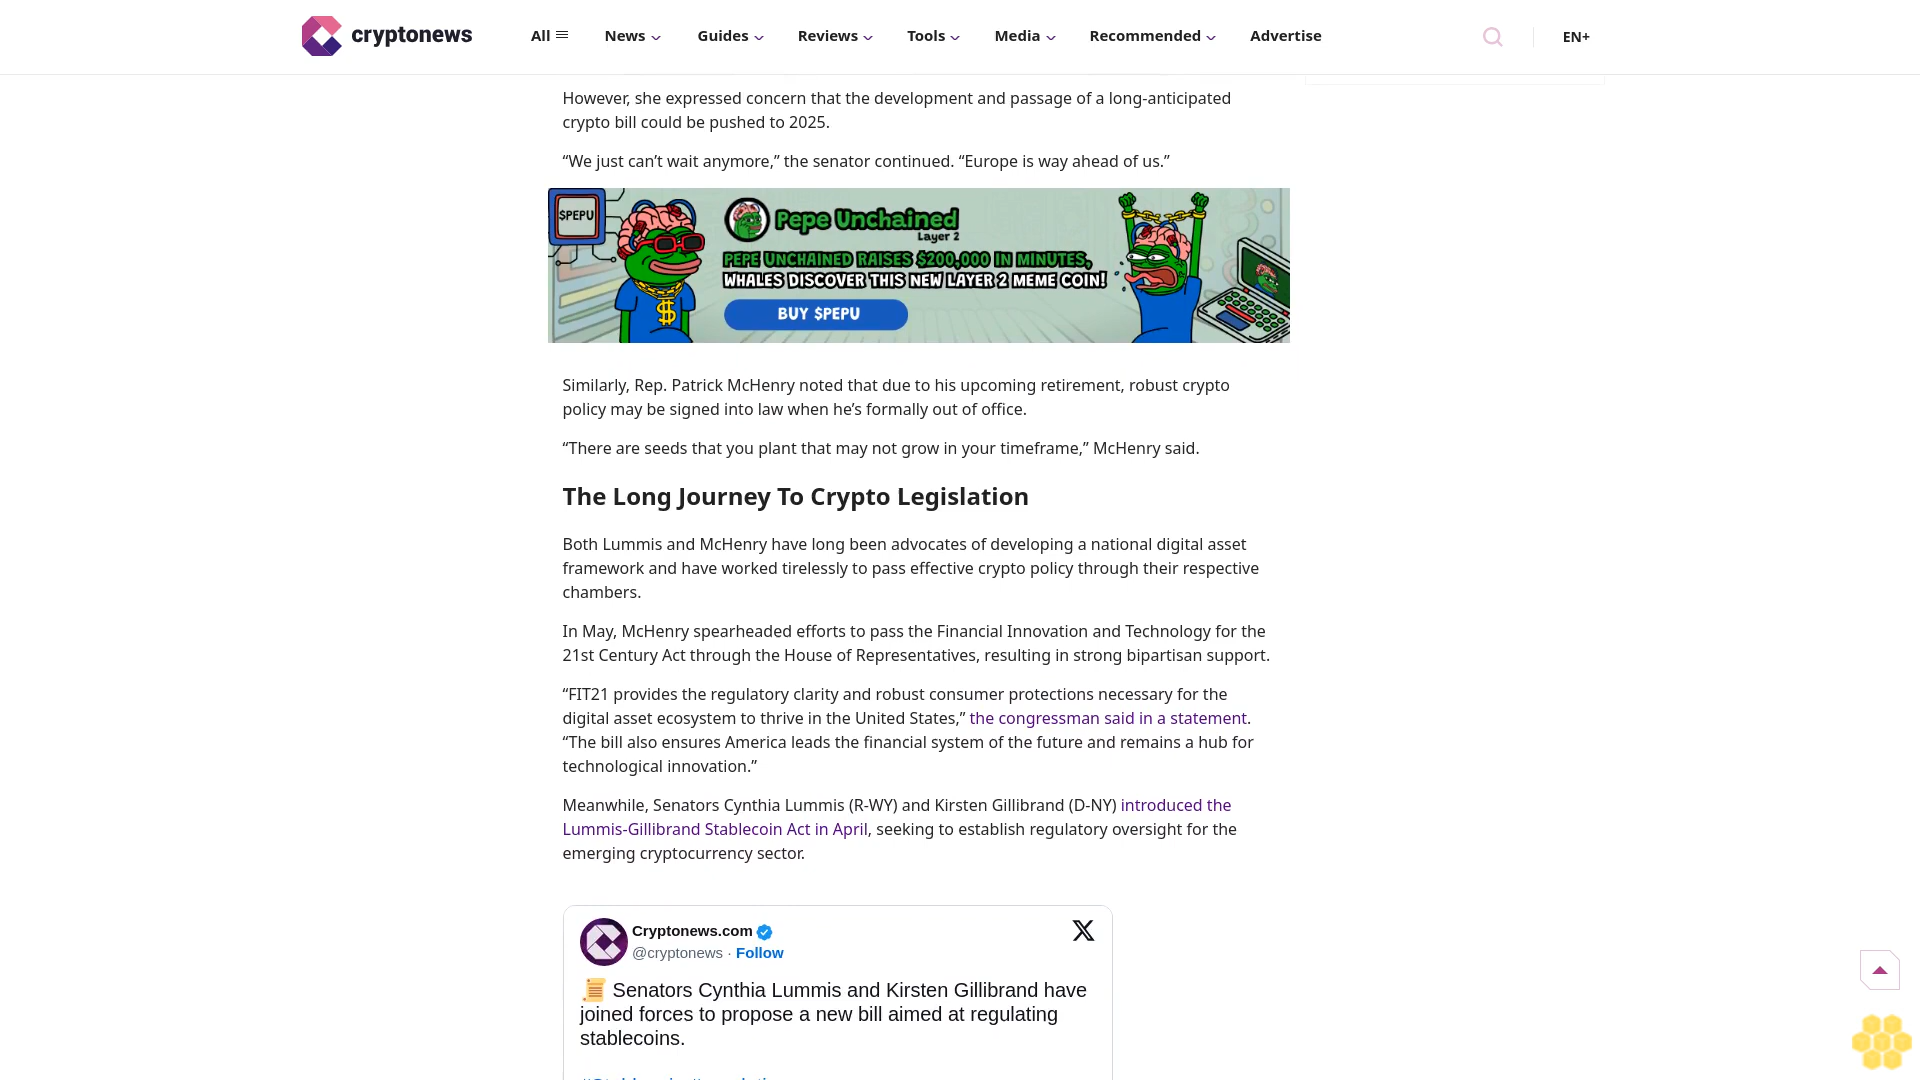 cryptonews
All News Guides Reviews Tools Media Recommended Advertise EN+
However, she expressed concern that the development and passage of a long-anticipated
crypto bill could be pushed to 2025.
“We just can’t wait anymore,” the senator continued. “Europe is way ahead of us.”
$PEPU
Pepe Unchained
Layer 2
PEPE UNCHAINED RAISES $200,000 IN MINUTES,
WHALES DISCOVER THIS NEW LAYER 2 MEME COIN!
BUY $PEPU
Similarly, Rep. Patrick McHenry noted that due to his upcoming retirement, robust crypto
policy may be signed into law when he’s formally out of office.
“There are seeds that you plant that may not grow in your timeframe,” McHenry said.
The Long Journey To Crypto Legislation
Both Lummis and McHenry have long been advocates of developing a national digital asset
framework and have worked tirelessly to pass effective crypto policy through their respective
chambers.
In May, McHenry spearheaded efforts to pass the Financial Innovation and Technology for the
21st Century Act through the House of Representatives, resulting in strong bipartisan support.
“FIT21 provides the regulatory clarity and robust consumer protections necessary for the
digital asset ecosystem to thrive in the United States,” the congressman said in a statement.
“The bill also ensures America leads the financial system of the future and remains a hub for
technological innovation.”
Meanwhile, Senators Cynthia Lummis (R-WY) and Kirsten Gillibrand (D-NY) introduced the
Lummis-Gillibrand Stablecoin Act in April, seeking to establish regulatory oversight for the
emerging cryptocurrency sector.
Cryptonews.com
@cryptonews · Follow
📜 Senators Cynthia Lummis and Kirsten Gillibrand have
joined forces to propose a new bill aimed at regulating
stablecoins.